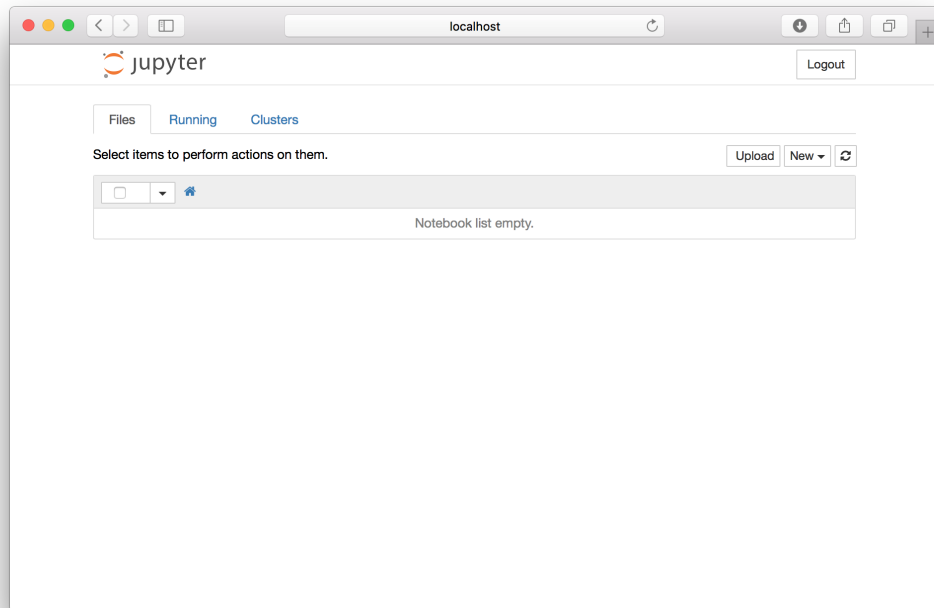 localhost
jupyter
Logout
Files Running Clusters
Select items to perform actions on them.
Upload New
Notebook list empty.